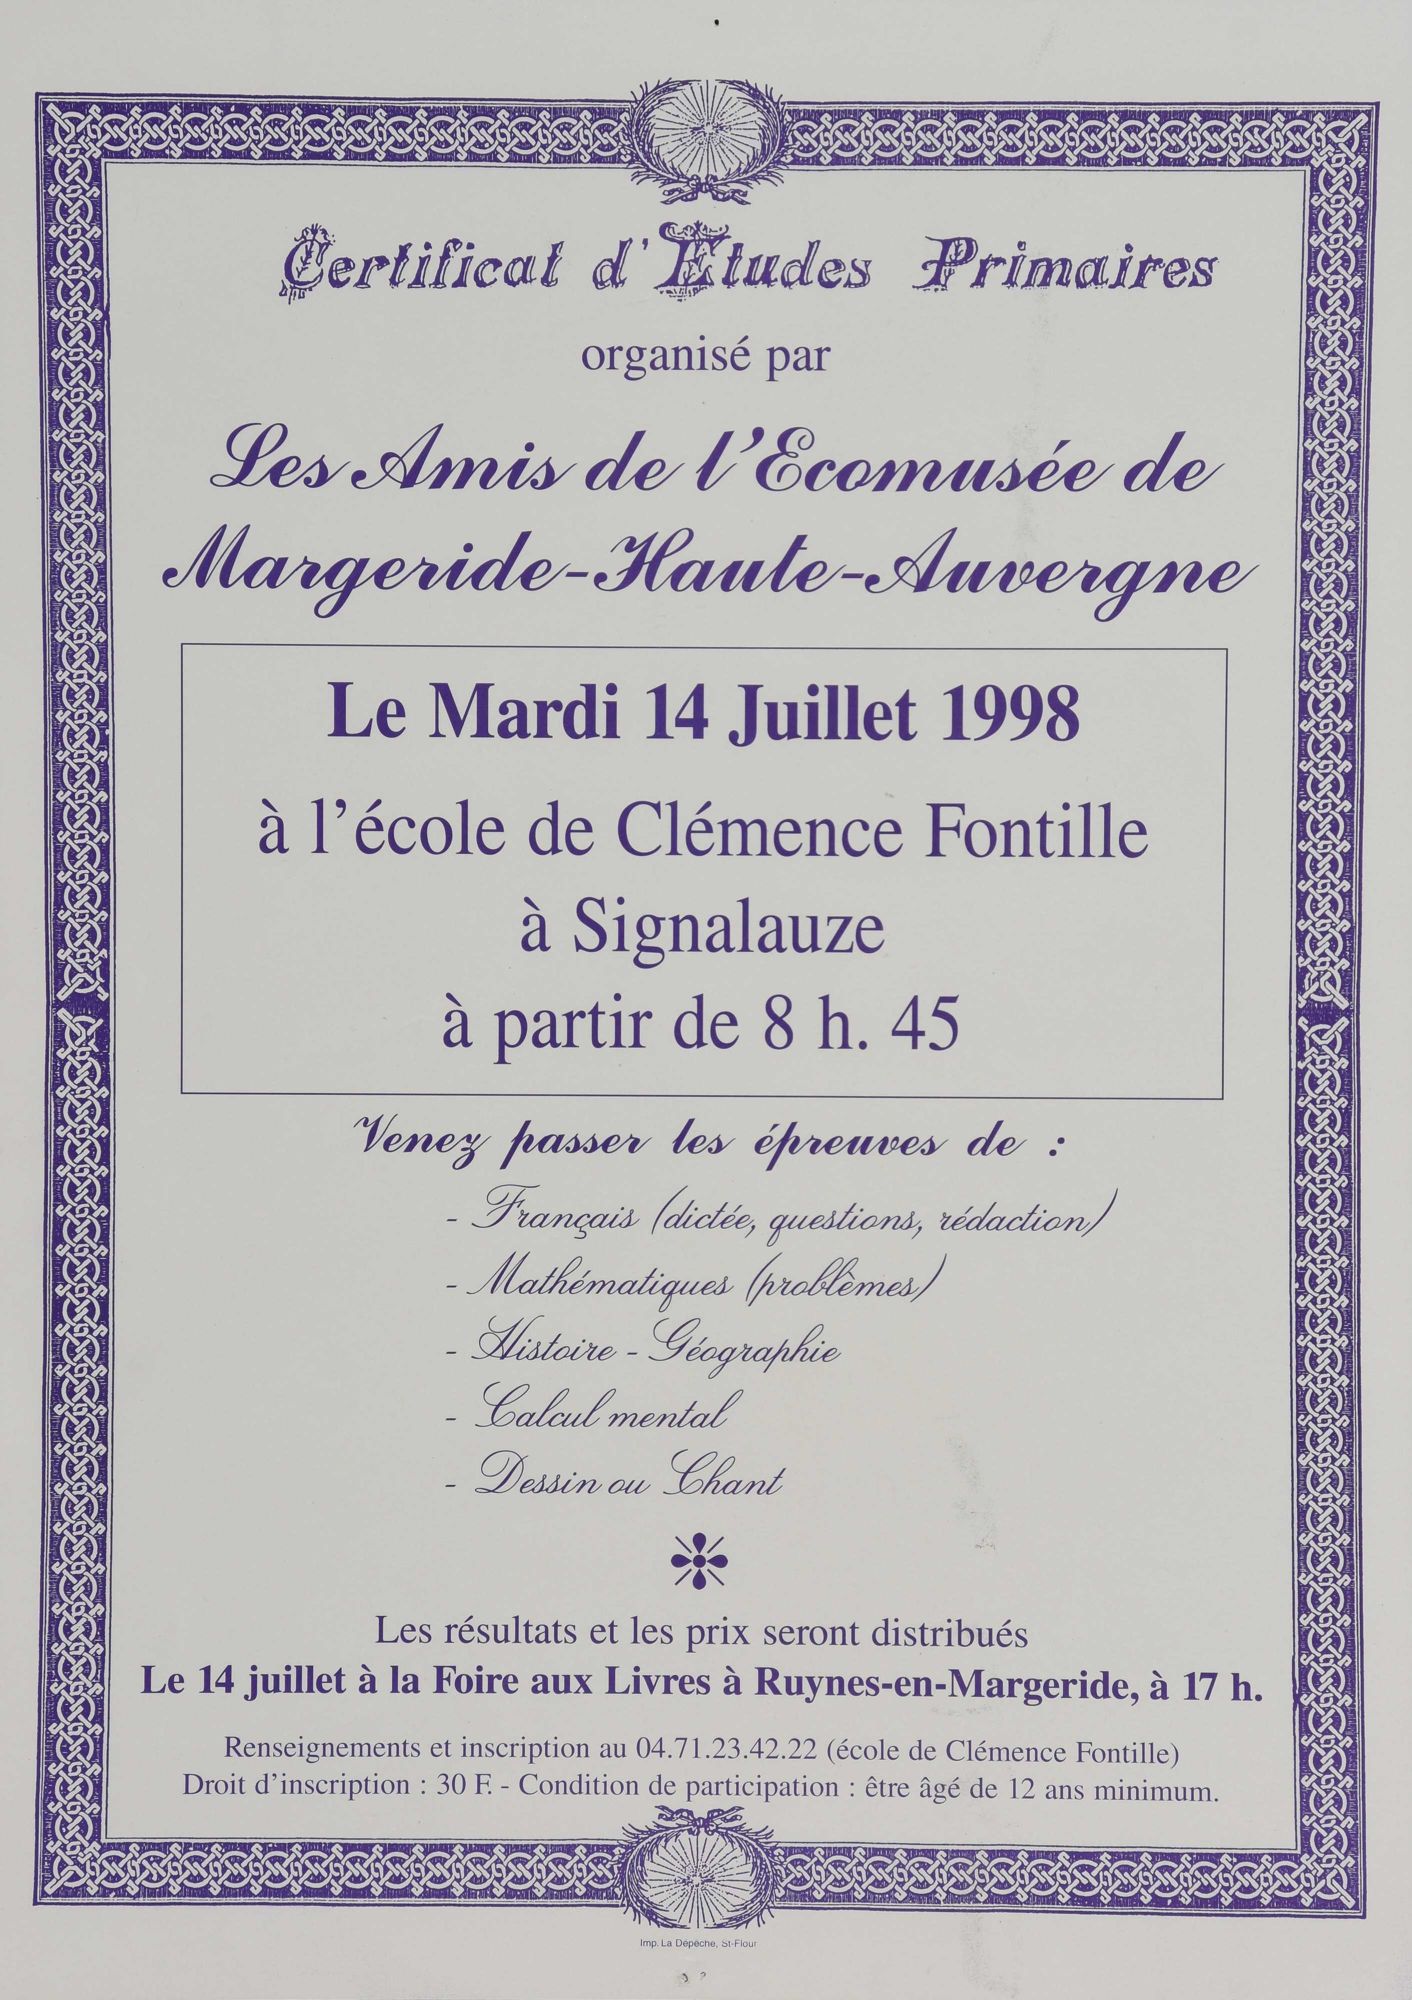 Certificat d'Etudes Primaires
organisé par
Les Amis de l'Ecomusée de
Margeride-Haute-Auvergne
Le Mardi 14 Juillet 1998
à l'école de Clémence Fontille
à Signalauze
à partir de 8 h. 45
Venez passer les épreuves de :
- Français (dictée, questions, rédaction)
- Mathématiques (problèmes)
- Histoire - Géographie
- Calcul mental
- Dessin ou Chant
Les résultats et les prix seront distribués
Le 14 juillet à la Foire aux Livres à Ruynes-en-Margeride, à 17 h.
Renseignements et inscription au 04.71.23.42.22 (école de Clémence Fontille)
Droit d'inscription : 30 F. - Condition de participation : être âgé de 12 ans minimum.
Imp. La Dépêche, St-Flour